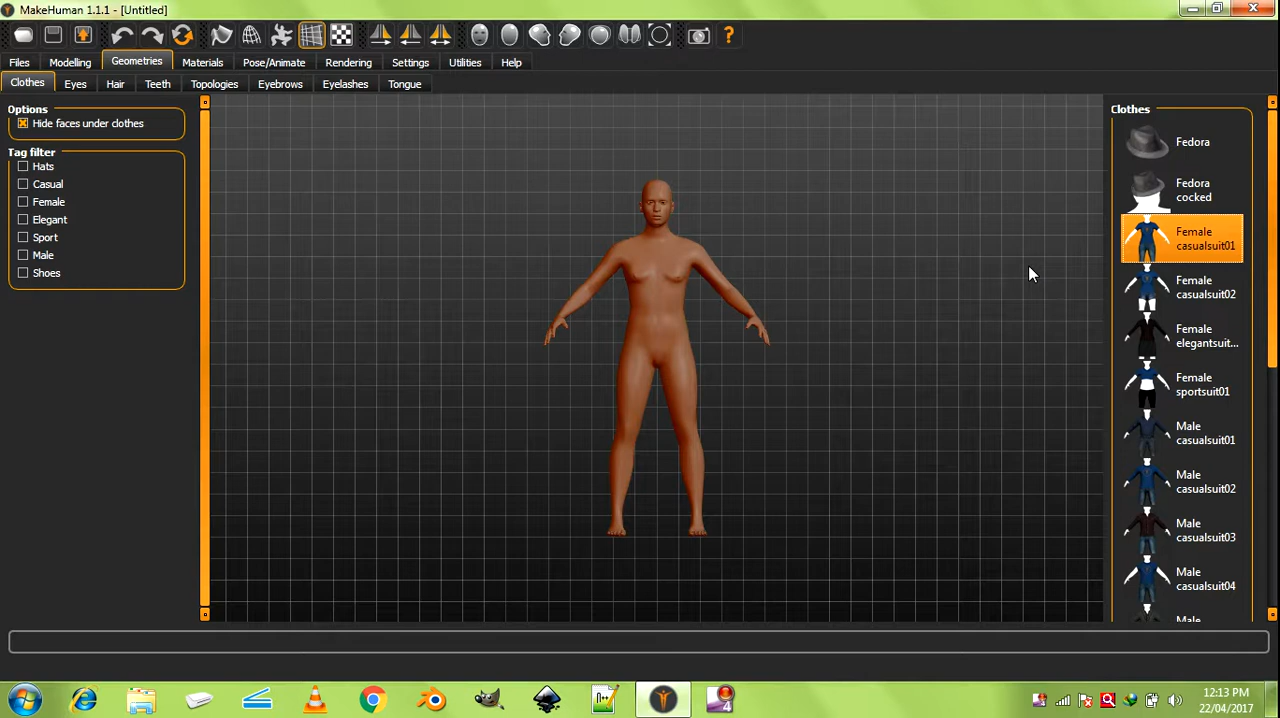 MakeHuman 1.1.1 - [Untitled]
Files Modelling Geometries Materials Pose/Animate Rendering Settings Utilities Help
Clothes Eyes Hair Teeth Topologies Eyebrows Eyelashes Tongue
Options
Hide faces under clothes
Tag filter
Hats
Casual
Female
Elegant
Sport
Male
Shoes
Clothes
Fedora
Fedora
cocked
Female
casualsuit01
Female
casualsuit02
Female
elegantsuit...
Female
sportsuit01
Male
casualsuit01
Male
casualsuit02
Male
casualsuit03
Male
casualsuit04
Male
4
12:13 PM
22/04/2017